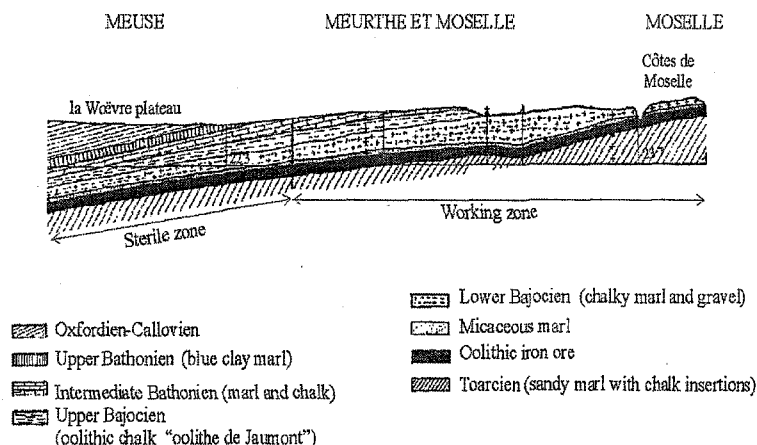 MEUSE
MEURTHE ET MOSELLE
MOSELLE
Côtes de
Moselle
la Woëvre plateau
223
217
Sterile zone
Working zone
Oxfordien-Callovien
Upper Bathonien (blue clay marl)
Intermediate Bathonien (marl and chalk)
Upper Bajocien
(oolithic chalk "oolithe de Jaumont")
Lower Bajocien (chalky marl and gravel)
Micaceous marl
Oolithic iron ore
Toarcien (sandy marl with chalk insertions)